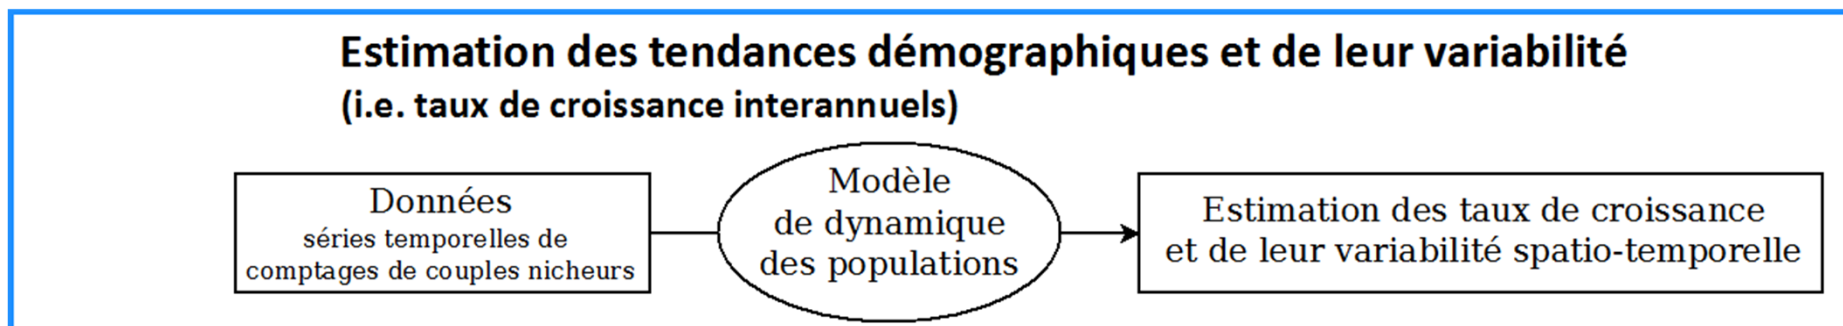 Estimation des tendances démographiques et de leur variabilité
(i.e. taux de croissance interannuels)
Données
séries temporelles de
comptages de couples nicheurs
Modèle
de dynamique
des populations
Estimation des taux de croissance
et de leur variabilité spatio-temporelle